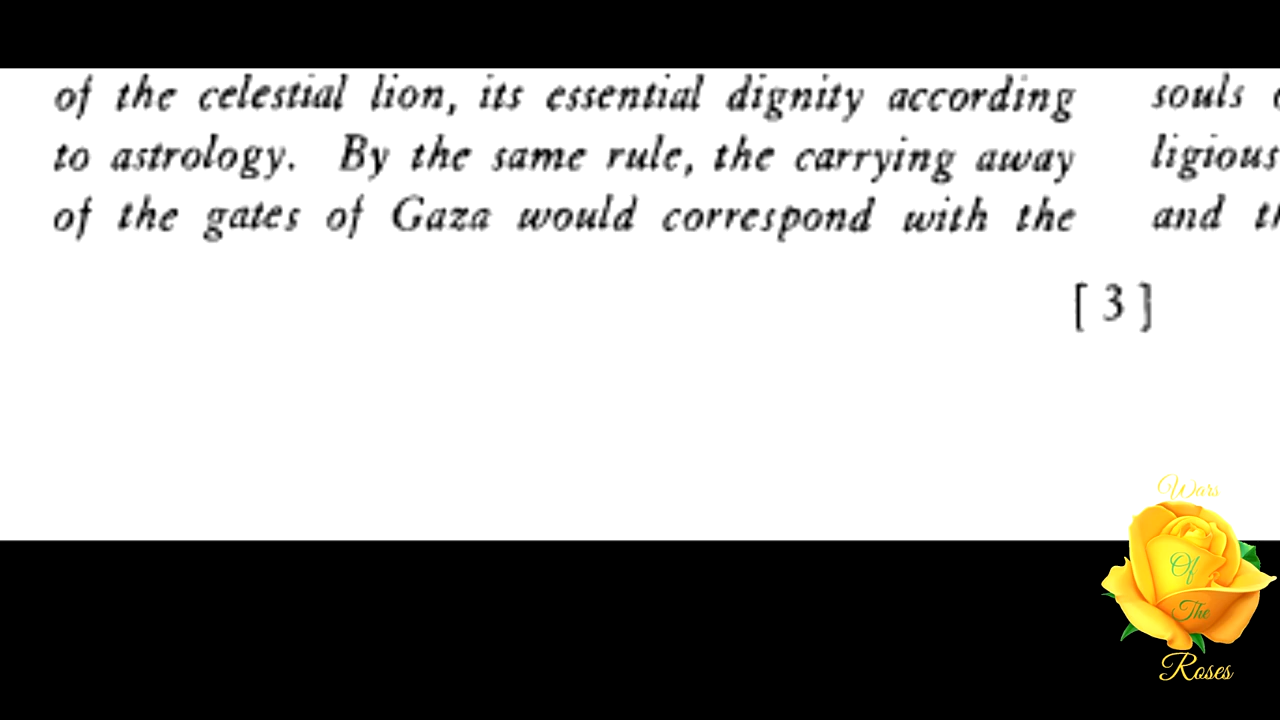 of the celestial lion, its essential dignity according
to astrology. By the same rule, the carrying away
of the gates of Gaza would correspond with the
souls
ligious
and th
[ 3 ]
Wars
Of
The
Roses